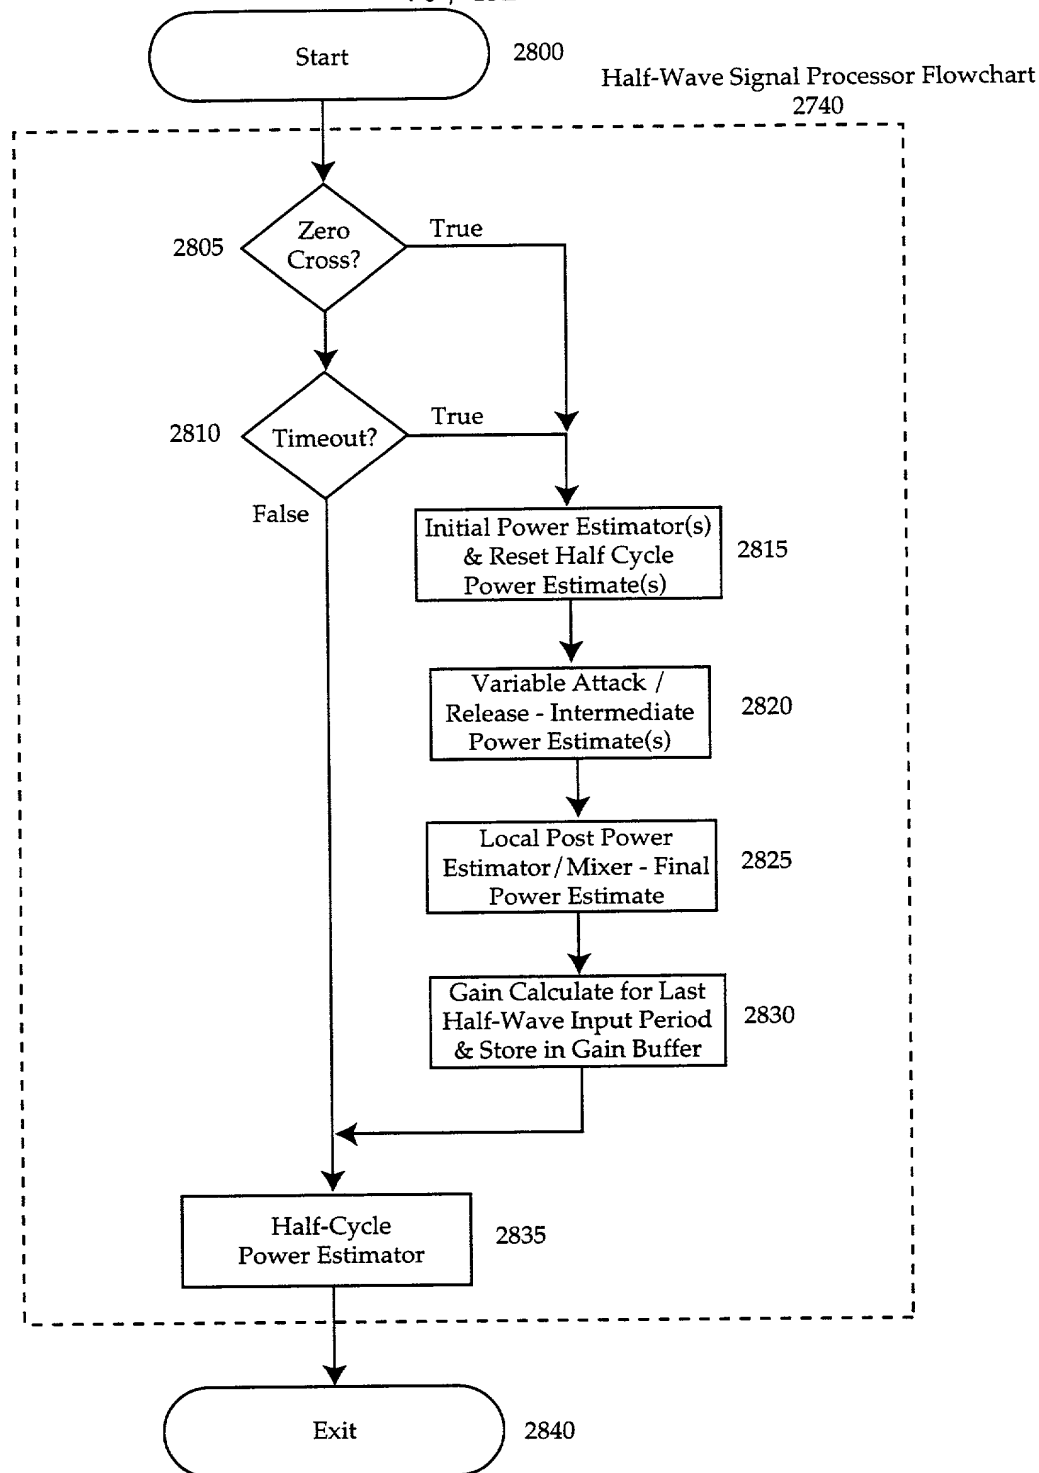 Start
2800
Half-Wave Signal Processor Flowchart
2740
Zero
Cross?
2805
True
Timeout?
2810
True
False
Initial Power Estimator(s)
& Reset Half Cycle
Power Estimate(s)
2815
Variable Attack /
Release - Intermediate
Power Estimate(s)
2820
Local Post Power
Estimator/Mixer - Final
Power Estimate
2825
Gain Calculate for Last
Half-Wave Input Period
& Store in Gain Buffer
2830
Half-Cycle
Power Estimator
2835
Exit
2840